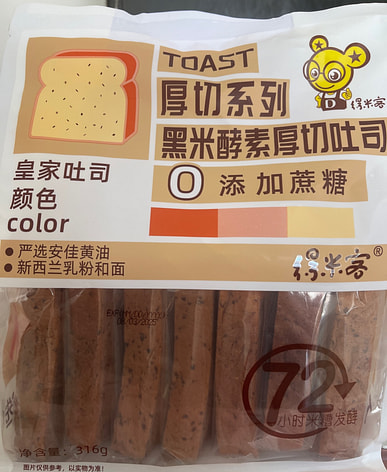 TOAST
厚切系列
黑米酵素厚切吐司
D
得米客
0 添加蔗糖
皇家吐司
颜色
color
●严选安佳黄油
●新西兰乳粉和面
得米客
72
小时米糟发酵
净含量：316g
图片仅供参考，以实物为准！